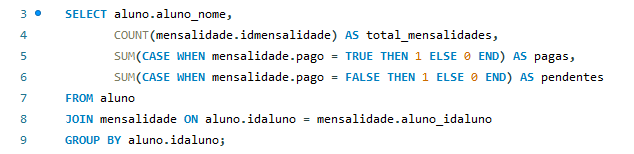 3 SELECT aluno.aluno_nome,
4 COUNT(mensalidade.idmensalidade) AS total_mensalidades,
5 SUM(CASE WHEN mensalidade.pago = TRUE THEN 1 ELSE 0 END) AS pagas,
6 SUM(CASE WHEN mensalidade.pago = FALSE THEN 1 ELSE 0 END) AS pendentes
7 FROM aluno
8 JOIN mensalidade ON aluno.idaluno = mensalidade.aluno_idaluno
9 GROUP BY aluno.idaluno;